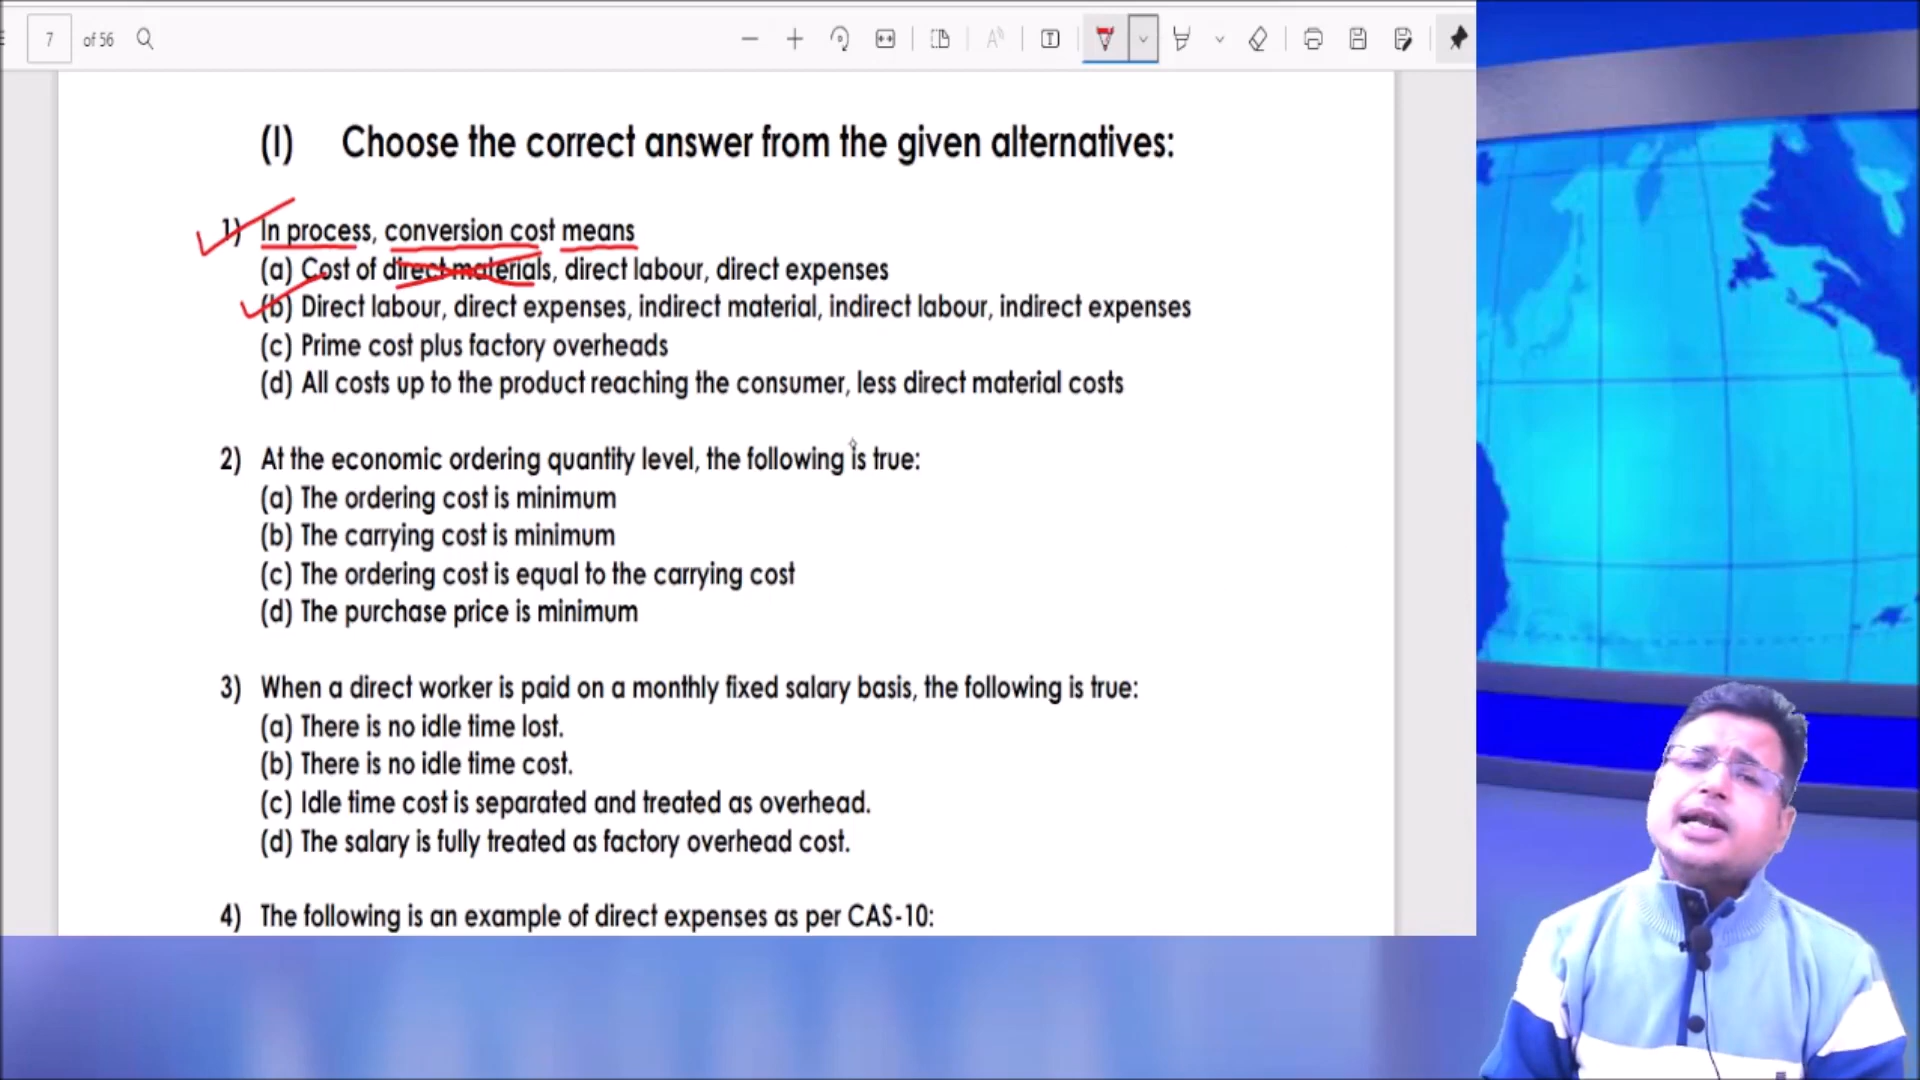 7 of 56
(I) Choose the correct answer from the given alternatives:
1) In process, conversion cost means
(a) Cost of direct materials, direct labour, direct expenses
(b) Direct labour, direct expenses, indirect material, indirect labour, indirect expenses
(c) Prime cost plus factory overheads
(d) All costs up to the product reaching the consumer, less direct material costs
2) At the economic ordering quantity level, the following is true:
(a) The ordering cost is minimum
(b) The carrying cost is minimum
(c) The ordering cost is equal to the carrying cost
(d) The purchase price is minimum
3) When a direct worker is paid on a monthly fixed salary basis, the following is true:
(a) There is no idle time lost.
(b) There is no idle time cost.
(c) Idle time cost is separated and treated as overhead.
(d) The salary is fully treated as factory overhead cost.
4) The following is an example of direct expenses as per CAS-10: